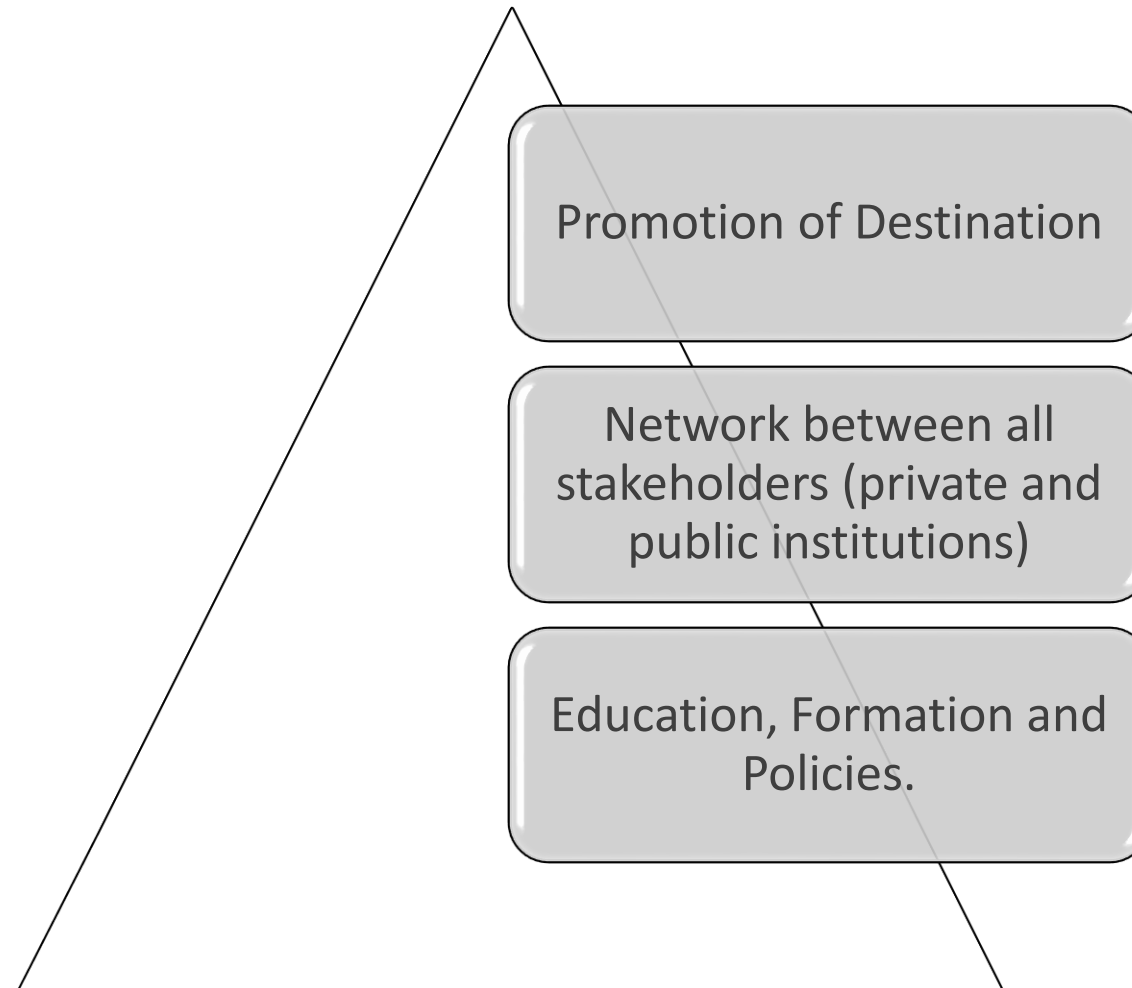 Promotion of Destination
Network between all
stakeholders (private and
public institutions)
Education, Formation and
Policies.